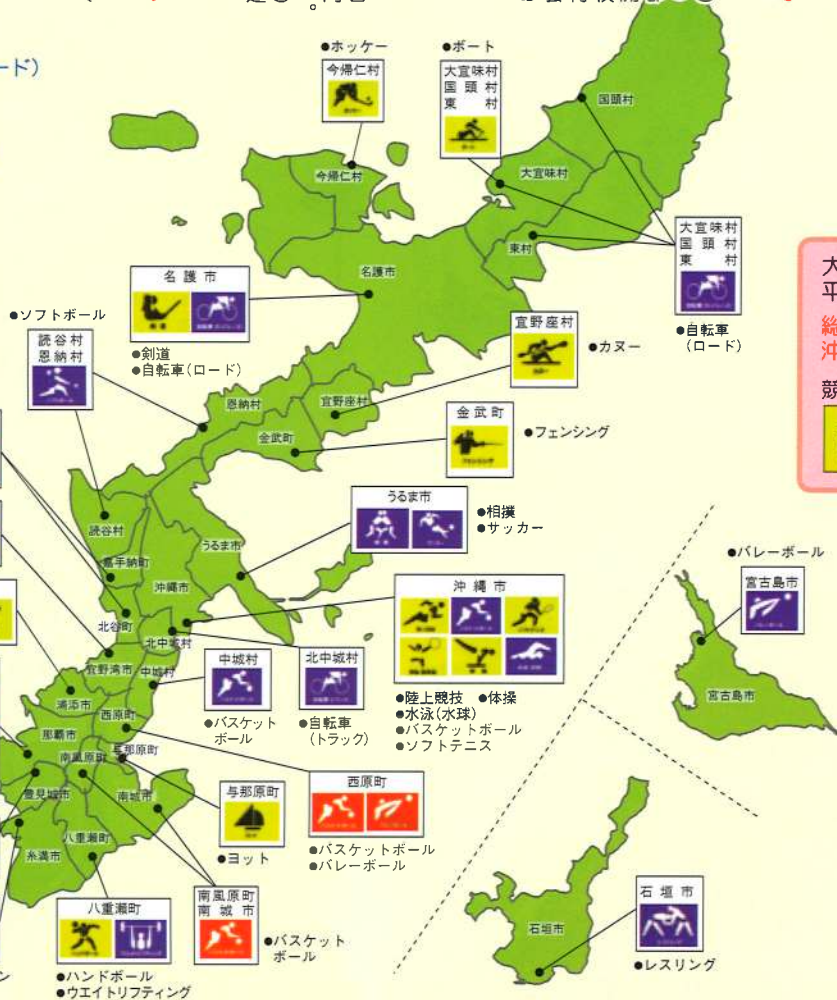 ード)
●ホッケー
今帰仁村
●ボート
大宜味村
国頭村
東村
国頭村
大宜味村
今帰仁村
東村
大宜味村
国頭村
東村
●自転車
(ロード)
名護市
名護市
●剣道
●自転車(ロード)
●ソフトボール
読谷村
恩納村
宜野座村
カヌー
●カヌー
恩納村
宜野座村
金武町
金武町
フェンシング
●フェンシング
大
平
総
沖
競
うるま市
●相撲
●サッカー
読谷村
うるま市
嘉手納町
沖縄市
北谷町
北中城村
宜野湾市
中城村
浦添市
西原町
那覇市
与那原町
南風原町
豊見城市
南城市
八重瀬町
糸満市
沖縄市
●陸上競技 ●体操
●水泳(水球)
●バスケットボール
●ソフトテニス
中城村
●バスケット
ボール
北中城村
●自転車
(トラック)
西原町
●バスケットボール
●バレーボール
与那原町
●ヨット
南風原町
南城市
●バスケット
ボール
八重瀬町
●ハンドボール
●ウエイトリフティング
ン
●バレーボール
宮古島市
宮古島市
石垣市
石垣市
●レスリング